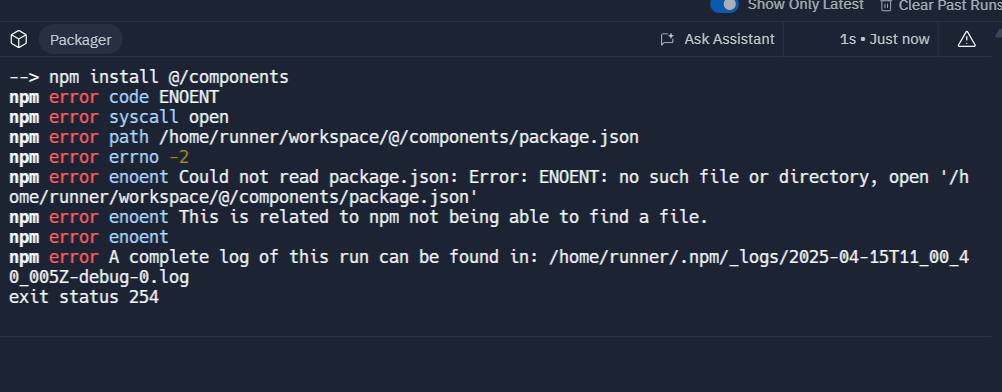 Show Only Latest
Clear Past Runs
Packager
Ask Assistant
1s • Just now
--> npm install @/components
npm error code ENOENT
npm error syscall open
npm error path /home/runner/workspace/@/components/package.json
npm error errno -2
npm error enoent Could not read package.json: Error: ENOENT: no such file or directory, open '/h
ome/runner/workspace/@/components/package.json'
npm error enoent This is related to npm not being able to find a file.
npm error enoent
npm error A complete log of this run can be found in: /home/runner/.npm/_logs/2025-04-15T11_00_4
0_005Z-debug-0.log
exit status 254